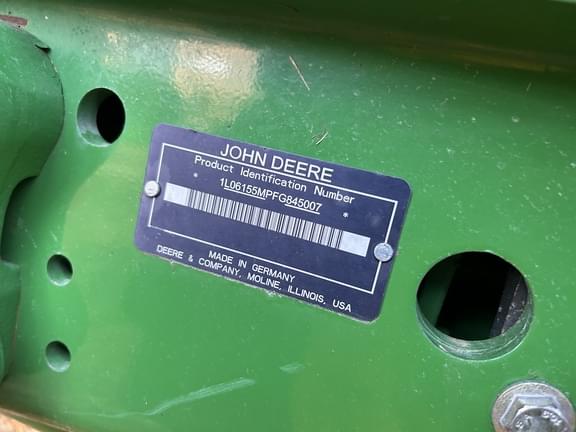 JOHN DEERE
Product Identification Number
* 1L06155MPFG845007 *
MADE IN GERMANY
DEERE & COMPANY, MOLINE, ILLINOIS, USA